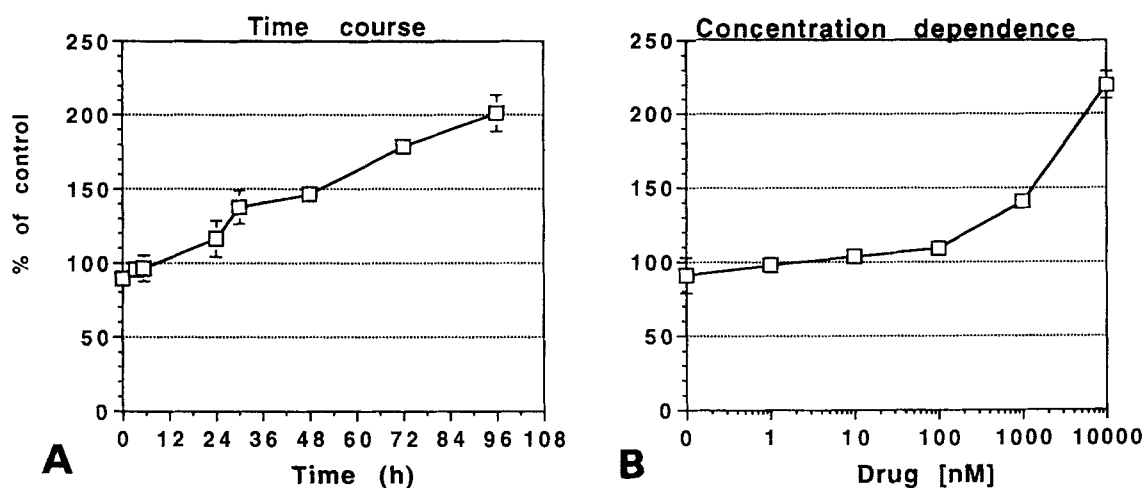 Time course
% of control
250
200
150
100
50
0
0 12 24 36 48 60 72 84 96 108
Time (h)
A
Concentration dependence
250
200
150
100
50
0
0 1 10 100 1000 10000
Drug [nM]
B